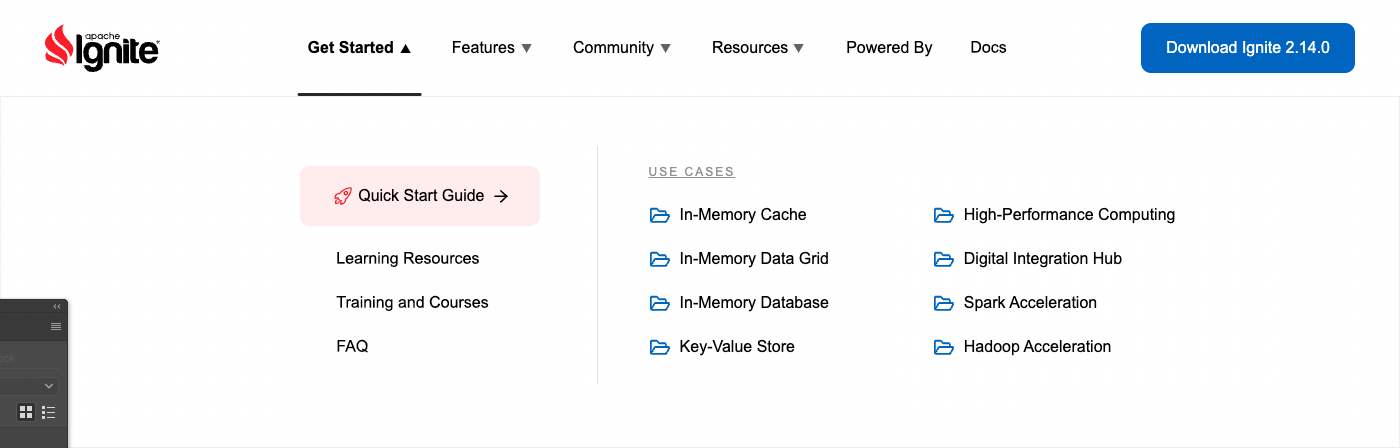 apache
Ignite
Get Started ▲
Features ▼
Community ▼
Resources ▼
Powered By
Docs
Download Ignite 2.14.0
Quick Start Guide →
Learning Resources
Training and Courses
FAQ
USE CASES
In-Memory Cache
In-Memory Data Grid
In-Memory Database
Key-Value Store
High-Performance Computing
Digital Integration Hub
Spark Acceleration
Hadoop Acceleration